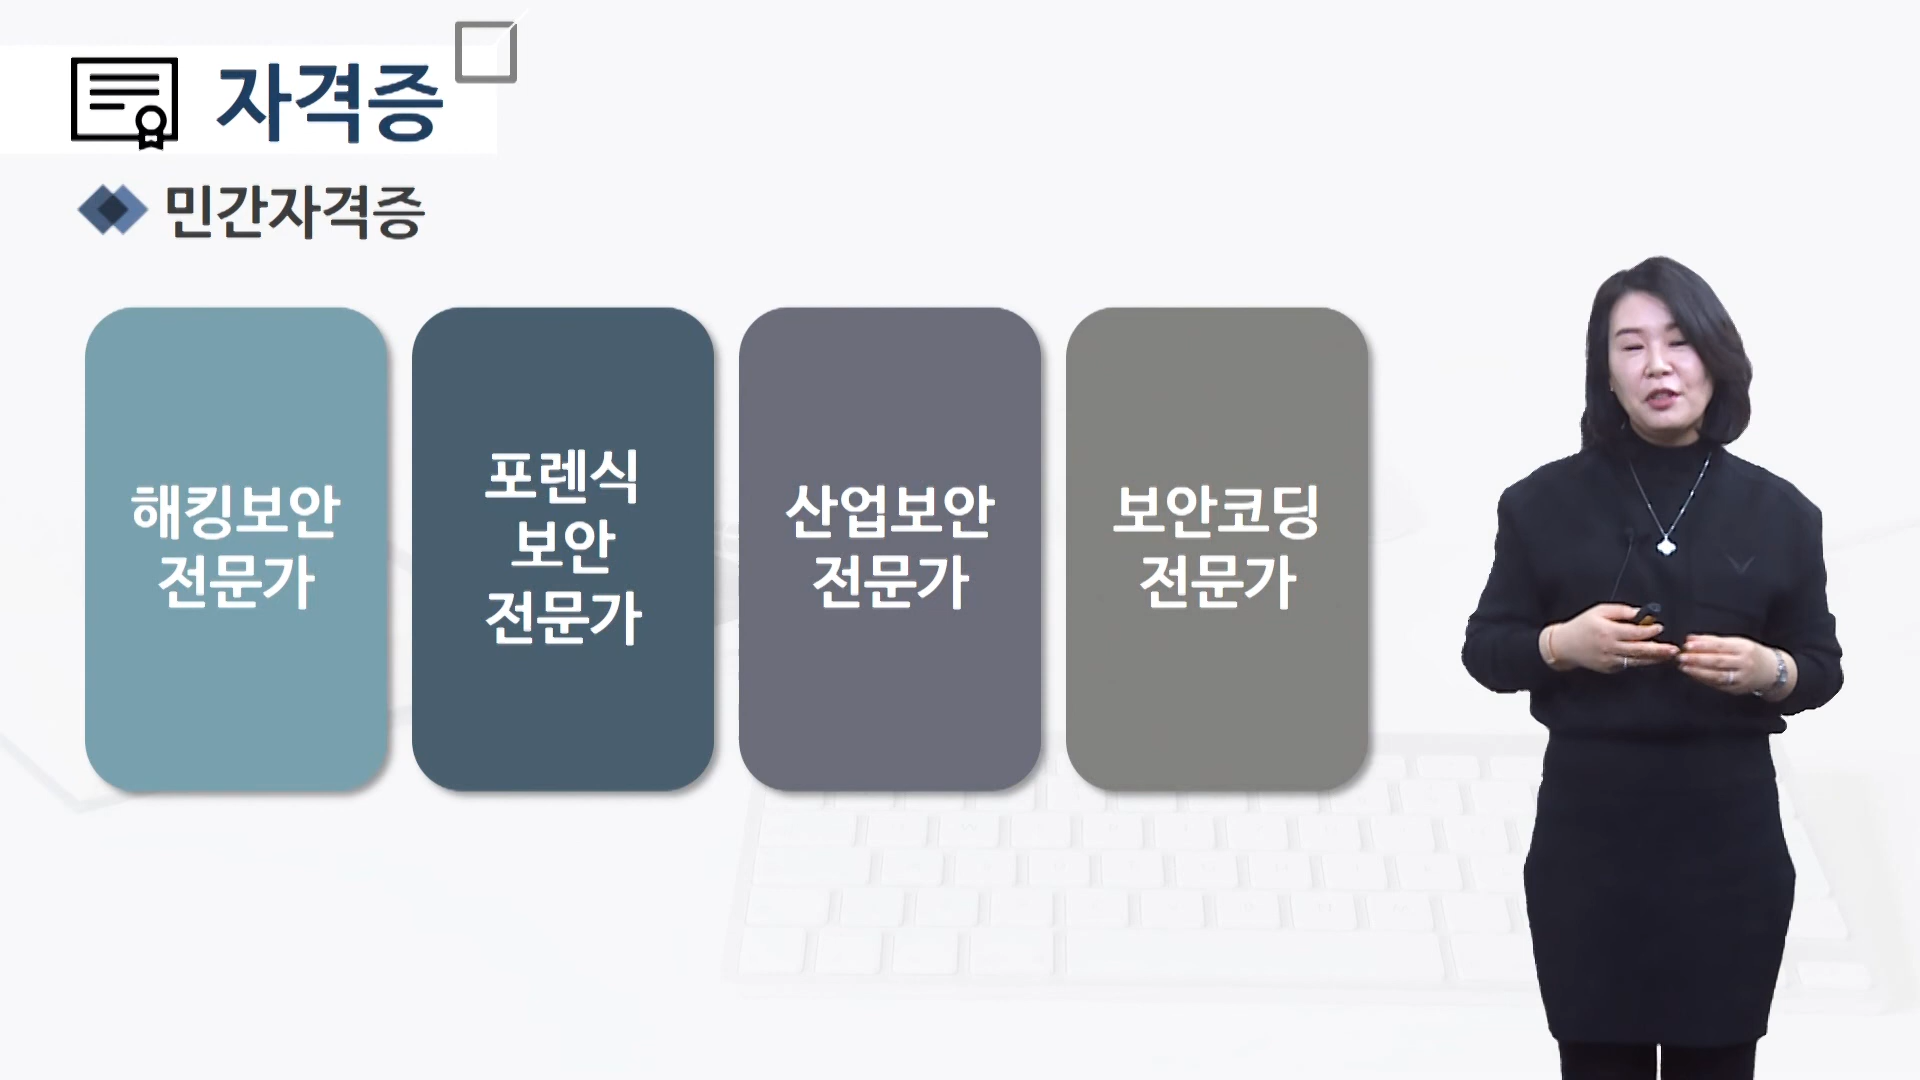 자격증
민간자격증
해킹보안
전문가
포렌식
보안
전문가
산업보안
전문가
보안코딩
전문가